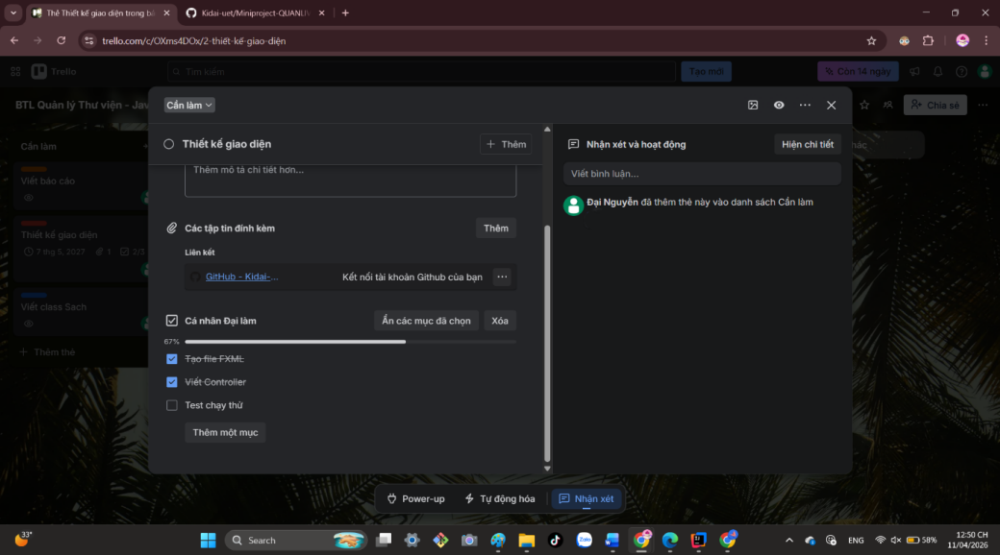 Thẻ Thiết kế giao diện trong bả
Kidai-uet/Miniproject-QUANLIV
trello.com/c/OXms4DOx/2-thiết-kế-giao-diện
Trello
Tìm kiếm
Tạo mới
Còn 14 ngày
BTL Quản lý Thư viện - Jav
Chia sẻ
Cần làm
Thiết kế giao diện
Thêm
Thêm mô tả chi tiết hơn...
Các tập tin đính kèm
Thêm
Liên kết
GitHub - Kidai-...
Kết nối tài khoản Github của bạn
Cá nhân Đại làm
Ẩn các mục đã chọn
Xóa
67%
Tạo file FXML
Viết Controller
Test chạy thử
Thêm một mục
Nhận xét và hoạt động
Hiện chi tiết
Viết bình luận...
Đại Nguyễn đã thêm thẻ này vào danh sách Cần làm
Cần làm
Viết báo cáo
Thiết kế giao diện
7 thg 5, 2027
1
2/3
Viết class Sach
+ Thêm thẻ
khác
Power-up
Tự động hóa
Nhận xét
33°
Search
Zalo
ENG
58%
12:50 CH
11/04/2026